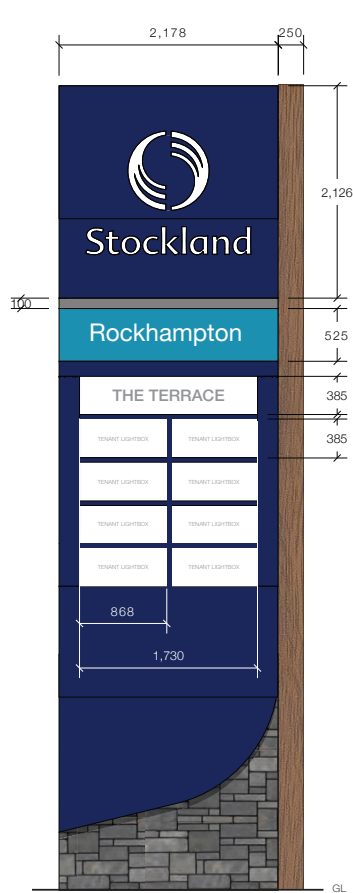 2,178 250
2,126
Stockland
100
Rockhampton
525
THE TERRACE
385
385
TENANT LIGHTBOX TENANT LIGHTBOX
TENANT LIGHTBOX TENANT LIGHTBOX
TENANT LIGHTBOX TENANT LIGHTBOX
TENANT LIGHTBOX TENANT LIGHTBOX
868
1,730
GL